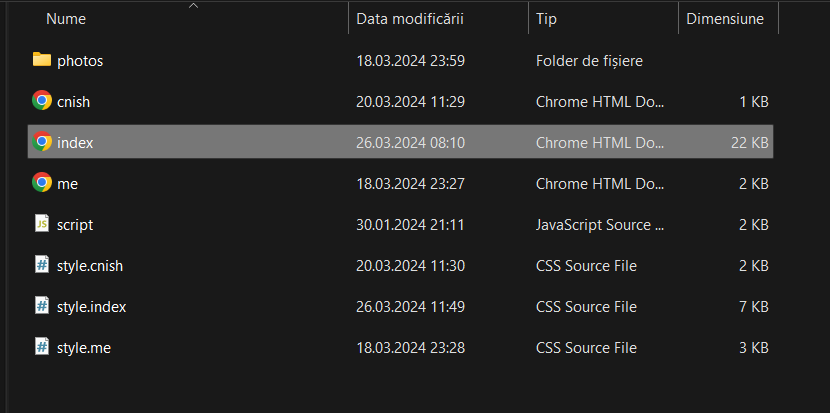 Nume Data modificării Tip Dimensiune
photos 18.03.2024 23:59 Folder de fișiere
cnish 20.03.2024 11:29 Chrome HTML Do... 1 KB
index 26.03.2024 08:10 Chrome HTML Do... 22 KB
me 18.03.2024 23:27 Chrome HTML Do... 2 KB
JS script 30.01.2024 21:11 JavaScript Source ... 2 KB
# style.cnish 20.03.2024 11:30 CSS Source File 2 KB
# style.index 26.03.2024 11:49 CSS Source File 7 KB
# style.me 18.03.2024 23:28 CSS Source File 3 KB